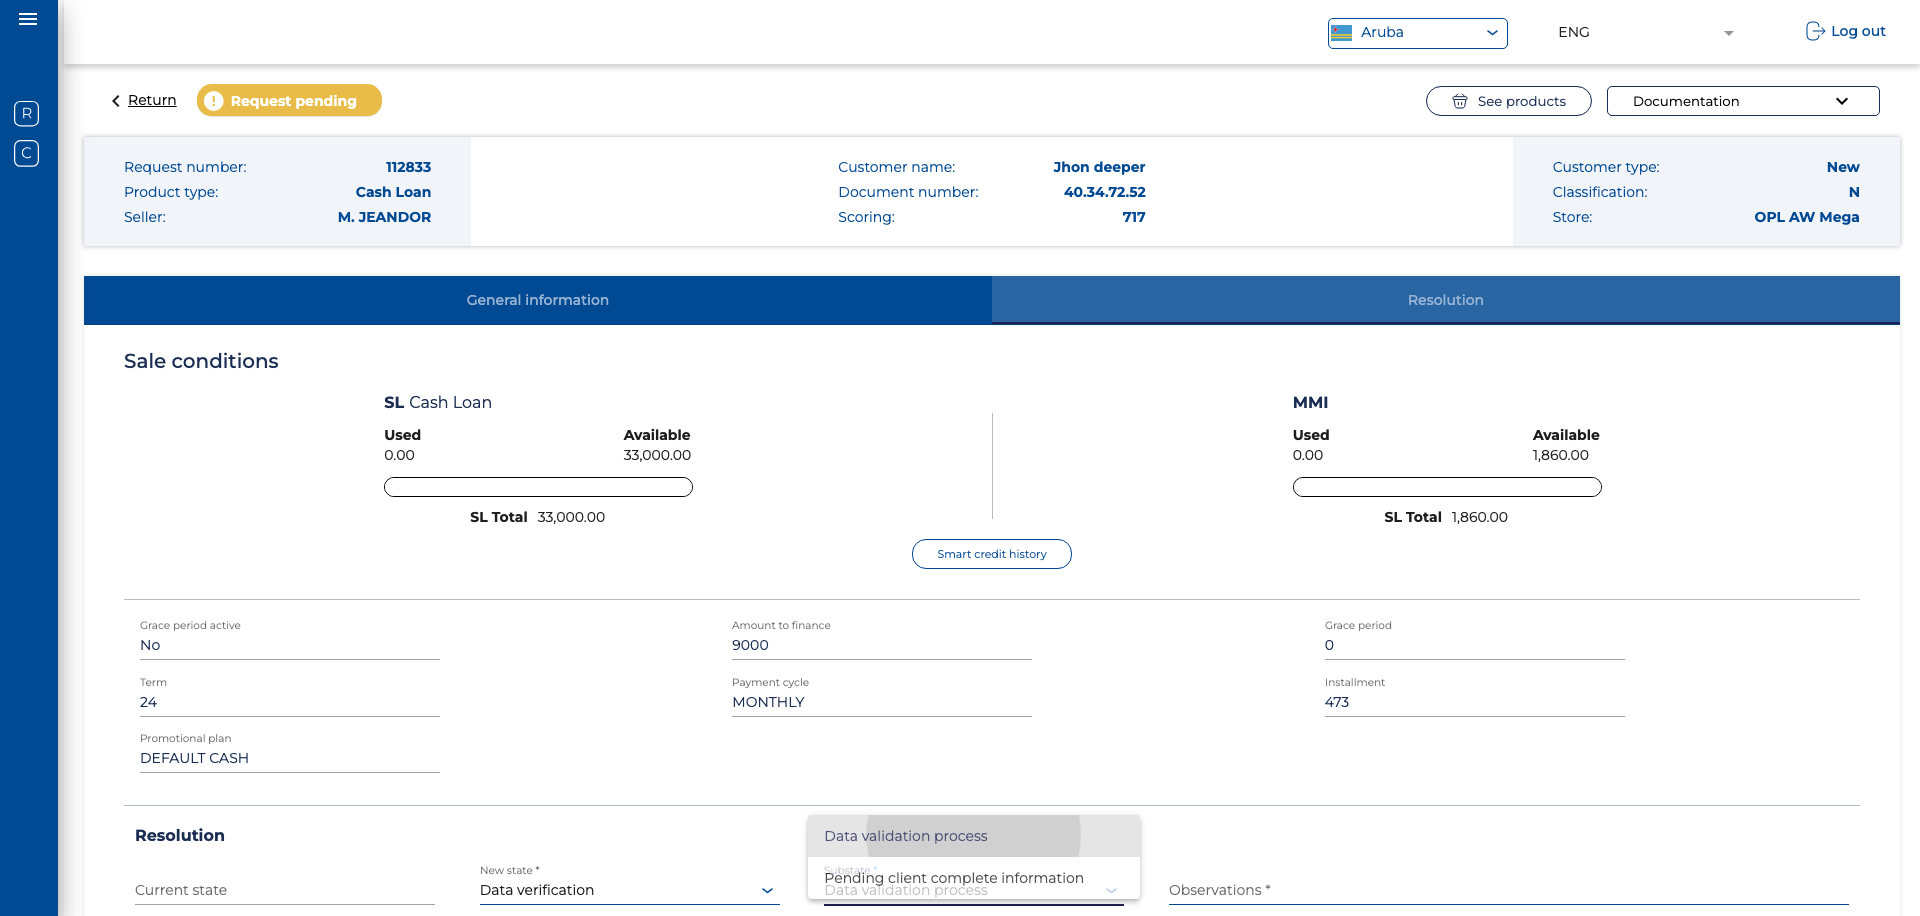 Aruba
ENG
Log out
R
C
Return
Request pending
See products
Documentation
Request number: 112833
Product type: Cash Loan
Seller: M. JEANDOR
Customer name: Jhon deeper
Document number: 40.34.72.52
Scoring: 717
Customer type: New
Classification: N
Store: OPL AW Mega
General information
Resolution
Sale conditions
SL Cash Loan
Used Available
0.00 33,000.00
SL Total 33,000.00
MMI
Used Available
0.00 1,860.00
SL Total 1,860.00
Smart credit history
Grace period active
No
Amount to finance
9000
Grace period
0
Term
24
Payment cycle
MONTHLY
Installment
473
Promotional plan
DEFAULT CASH
Resolution
Current state
New state *
Data verification
Data validation process
Substate *
Pending client complete information
Data validation process
Observations *